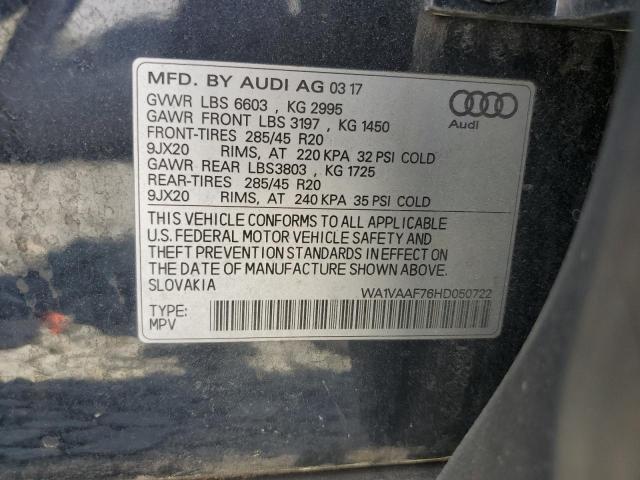 MFD. BY AUDI AG 03 17
GVWR LBS 6603 , KG 2995
GAWR FRONT LBS 3197 , KG 1450
FRONT-TIRES 285/45 R20
9JX20 RIMS, AT 220 KPA 32 PSI COLD
GAWR REAR LBS3803 , KG 1725
REAR-TIRES 285/45 R20
9JX20 RIMS, AT 240 KPA 35 PSI COLD
Audi
THIS VEHICLE CONFORMS TO ALL APPLICABLE
U.S. FEDERAL MOTOR VEHICLE SAFETY AND
THEFT PREVENTION STANDARDS IN EFFECT ON
THE DATE OF MANUFACTURE SHOWN ABOVE.
SLOVAKIA
WA1VAAF76HD050722
TYPE:
MPV